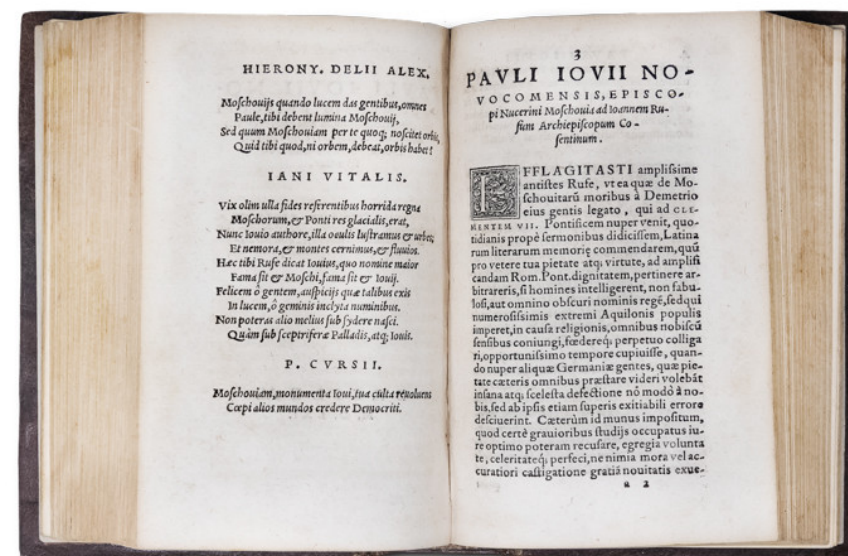 HIERONY. DELII ALEX.
Moschouijs quando lucem das gentibus, omnes
Paule, tibi debent lumina Moschouij,
Sed quum Moschouiam per te quoq; noscitet orbis,
Quid tibi quod, ni orbem, debeat, orbis habet?
IANI VITALIS.
Vix olim ulla fides referentibus horrida regna
Moschorum, & Ponti res glacialis, erat,
Nunc Iouio authore, illa oculis lustramus & urbes,
Et nemora, & montes cernimus, & fluuios.
Hæc tibi Rufe dicat Iouius, quo nomine maior
Fama sit & Moschi, fama sit & Iouij.
Felicem ô gentem, auspicijs quæ talibus exis
In lucem, ô geminis inclyta numinibus.
Non poteras alio melius sub sydere nasci.
Quàm sub sceptriferæ Palladis, atq; Iouis.
P. CVRSII.
Moschouiam, monumenta Ioui, tua culta reuoluens
Cœpi alios mundos credere Democriti.
3
PAVLI IOVII NO-
VOCOMENSIS, EPISCO-
pi Nucerini Moschouia ad Ioannem Ru-
fum Archiepiscopum Co-
sentinum.
EFFLAGITASTI amplissime
antistes Rufe, vt ea quæ de Mo-
schouitarũ moribus à Demetrio
eius gentis legato, qui ad CLE-
MENTEM VII. Pontificem nuper venit, quo-
tidianis propè sermonibus didicissem, Latina
rum literarum memorię commendarem, quũ
pro vetere tua pietate atq; virtute, ad amplifi
candam Rom. Pont. dignitatem, pertinere ar-
bitrareris, si homines intelligerent, non fabu-
losi, aut omnino obscuri nominis regẽ, sed qui
numerosissimis extremi Aquilonis populis
imperet, in causa religionis, omnibus nobiscũ
sensibus coniungi, fœdereq; perpetuo colliga
ri, opportunissimo tempore cupiuisse, quan-
do nuper aliquæ Germaniæ gentes, quæ pie-
tate cæteris omnibus præstare videri volebãt
insana atq; scelesta defectione nõ modò à no-
bis, sed ab ipsis etiam superis exitiabili errore
desciuerint. Cæterùm id munus impositum,
quod certè grauioribus studijs occupatus iu-
re optimo poteram recusare, egregia volunta
te, celeritateq; perfeci, ne nimia mora vel ac-
curatiori castigatione gratiã nouitatis exue-
a 2